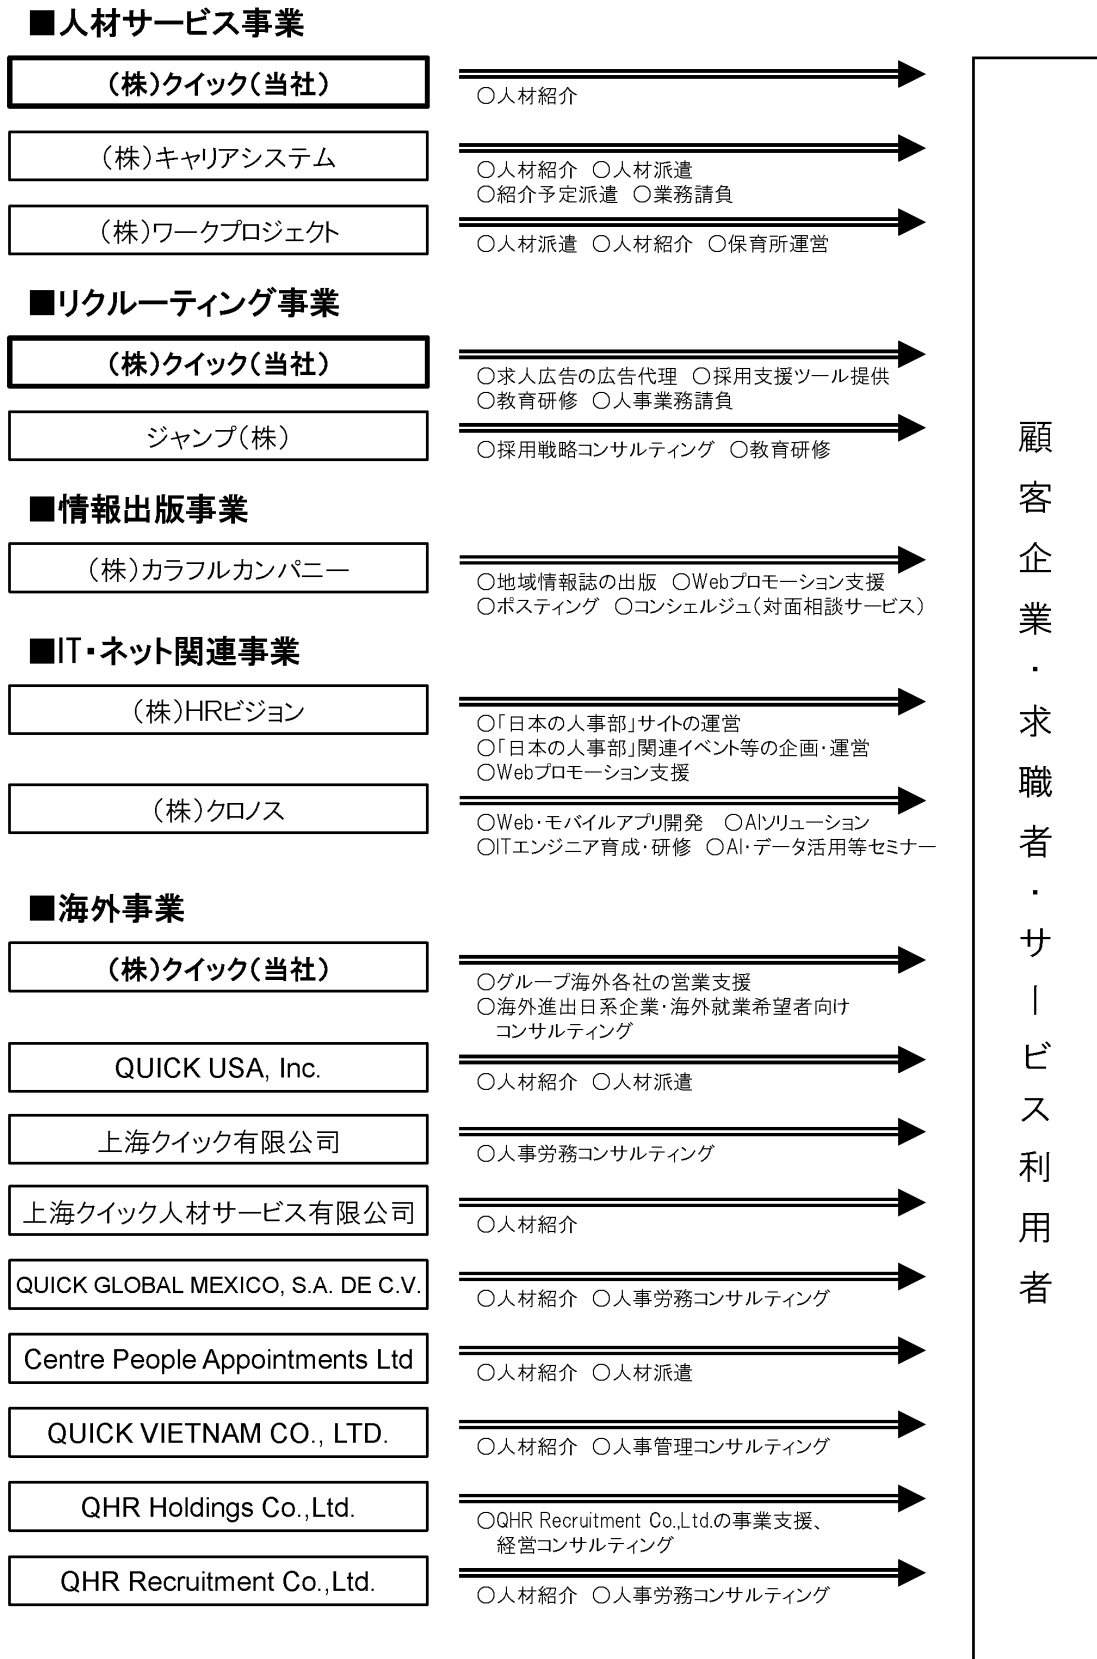 ■人材サービス事業
（株）クイック（当社）
○人材紹介
（株）キャリアシステム
○人材紹介 ○人材派遣
○紹介予定派遣 ○業務請負
（株）ワークプロジェクト
○人材派遣 ○人材紹介 ○保育所運営
■リクルーティング事業
（株）クイック（当社）
○求人広告の広告代理 ○採用支援ツール提供
○教育研修 ○人事業務請負
ジャンプ（株）
○採用戦略コンサルティング ○教育研修
■情報出版事業
（株）カラフルカンパニー
○地域情報誌の出版 ○Webプロモーション支援
○ポスティング ○コンシェルジュ（対面相談サービス）
■IT・ネット関連事業
（株）HRビジョン
○「日本の人事部」サイトの運営
○「日本の人事部」関連イベント等の企画・運営
○Webプロモーション支援
（株）クロノス
○Web・モバイルアプリ開発 ○AIソリューション
○ITエンジニア育成・研修 ○AI・データ活用等セミナー
■海外事業
（株）クイック（当社）
○グループ海外各社の営業支援
○海外進出日系企業・海外就業希望者向け
コンサルティング
QUICK USA, Inc.
○人材紹介 ○人材派遣
上海クイック有限公司
○人事労務コンサルティング
上海クイック人材サービス有限公司
○人材紹介
QUICK GLOBAL MEXICO, S.A. DE C.V.
○人材紹介 ○人事労務コンサルティング
Centre People Appointments Ltd
○人材紹介 ○人材派遣
QUICK VIETNAM CO., LTD.
○人材紹介 ○人事管理コンサルティング
QHR Holdings Co.,Ltd.
○QHR Recruitment Co.,Ltd.の事業支援、
経営コンサルティング
QHR Recruitment Co.,Ltd.
○人材紹介 ○人事労務コンサルティング
顧客企業・求職者・サービス利用者